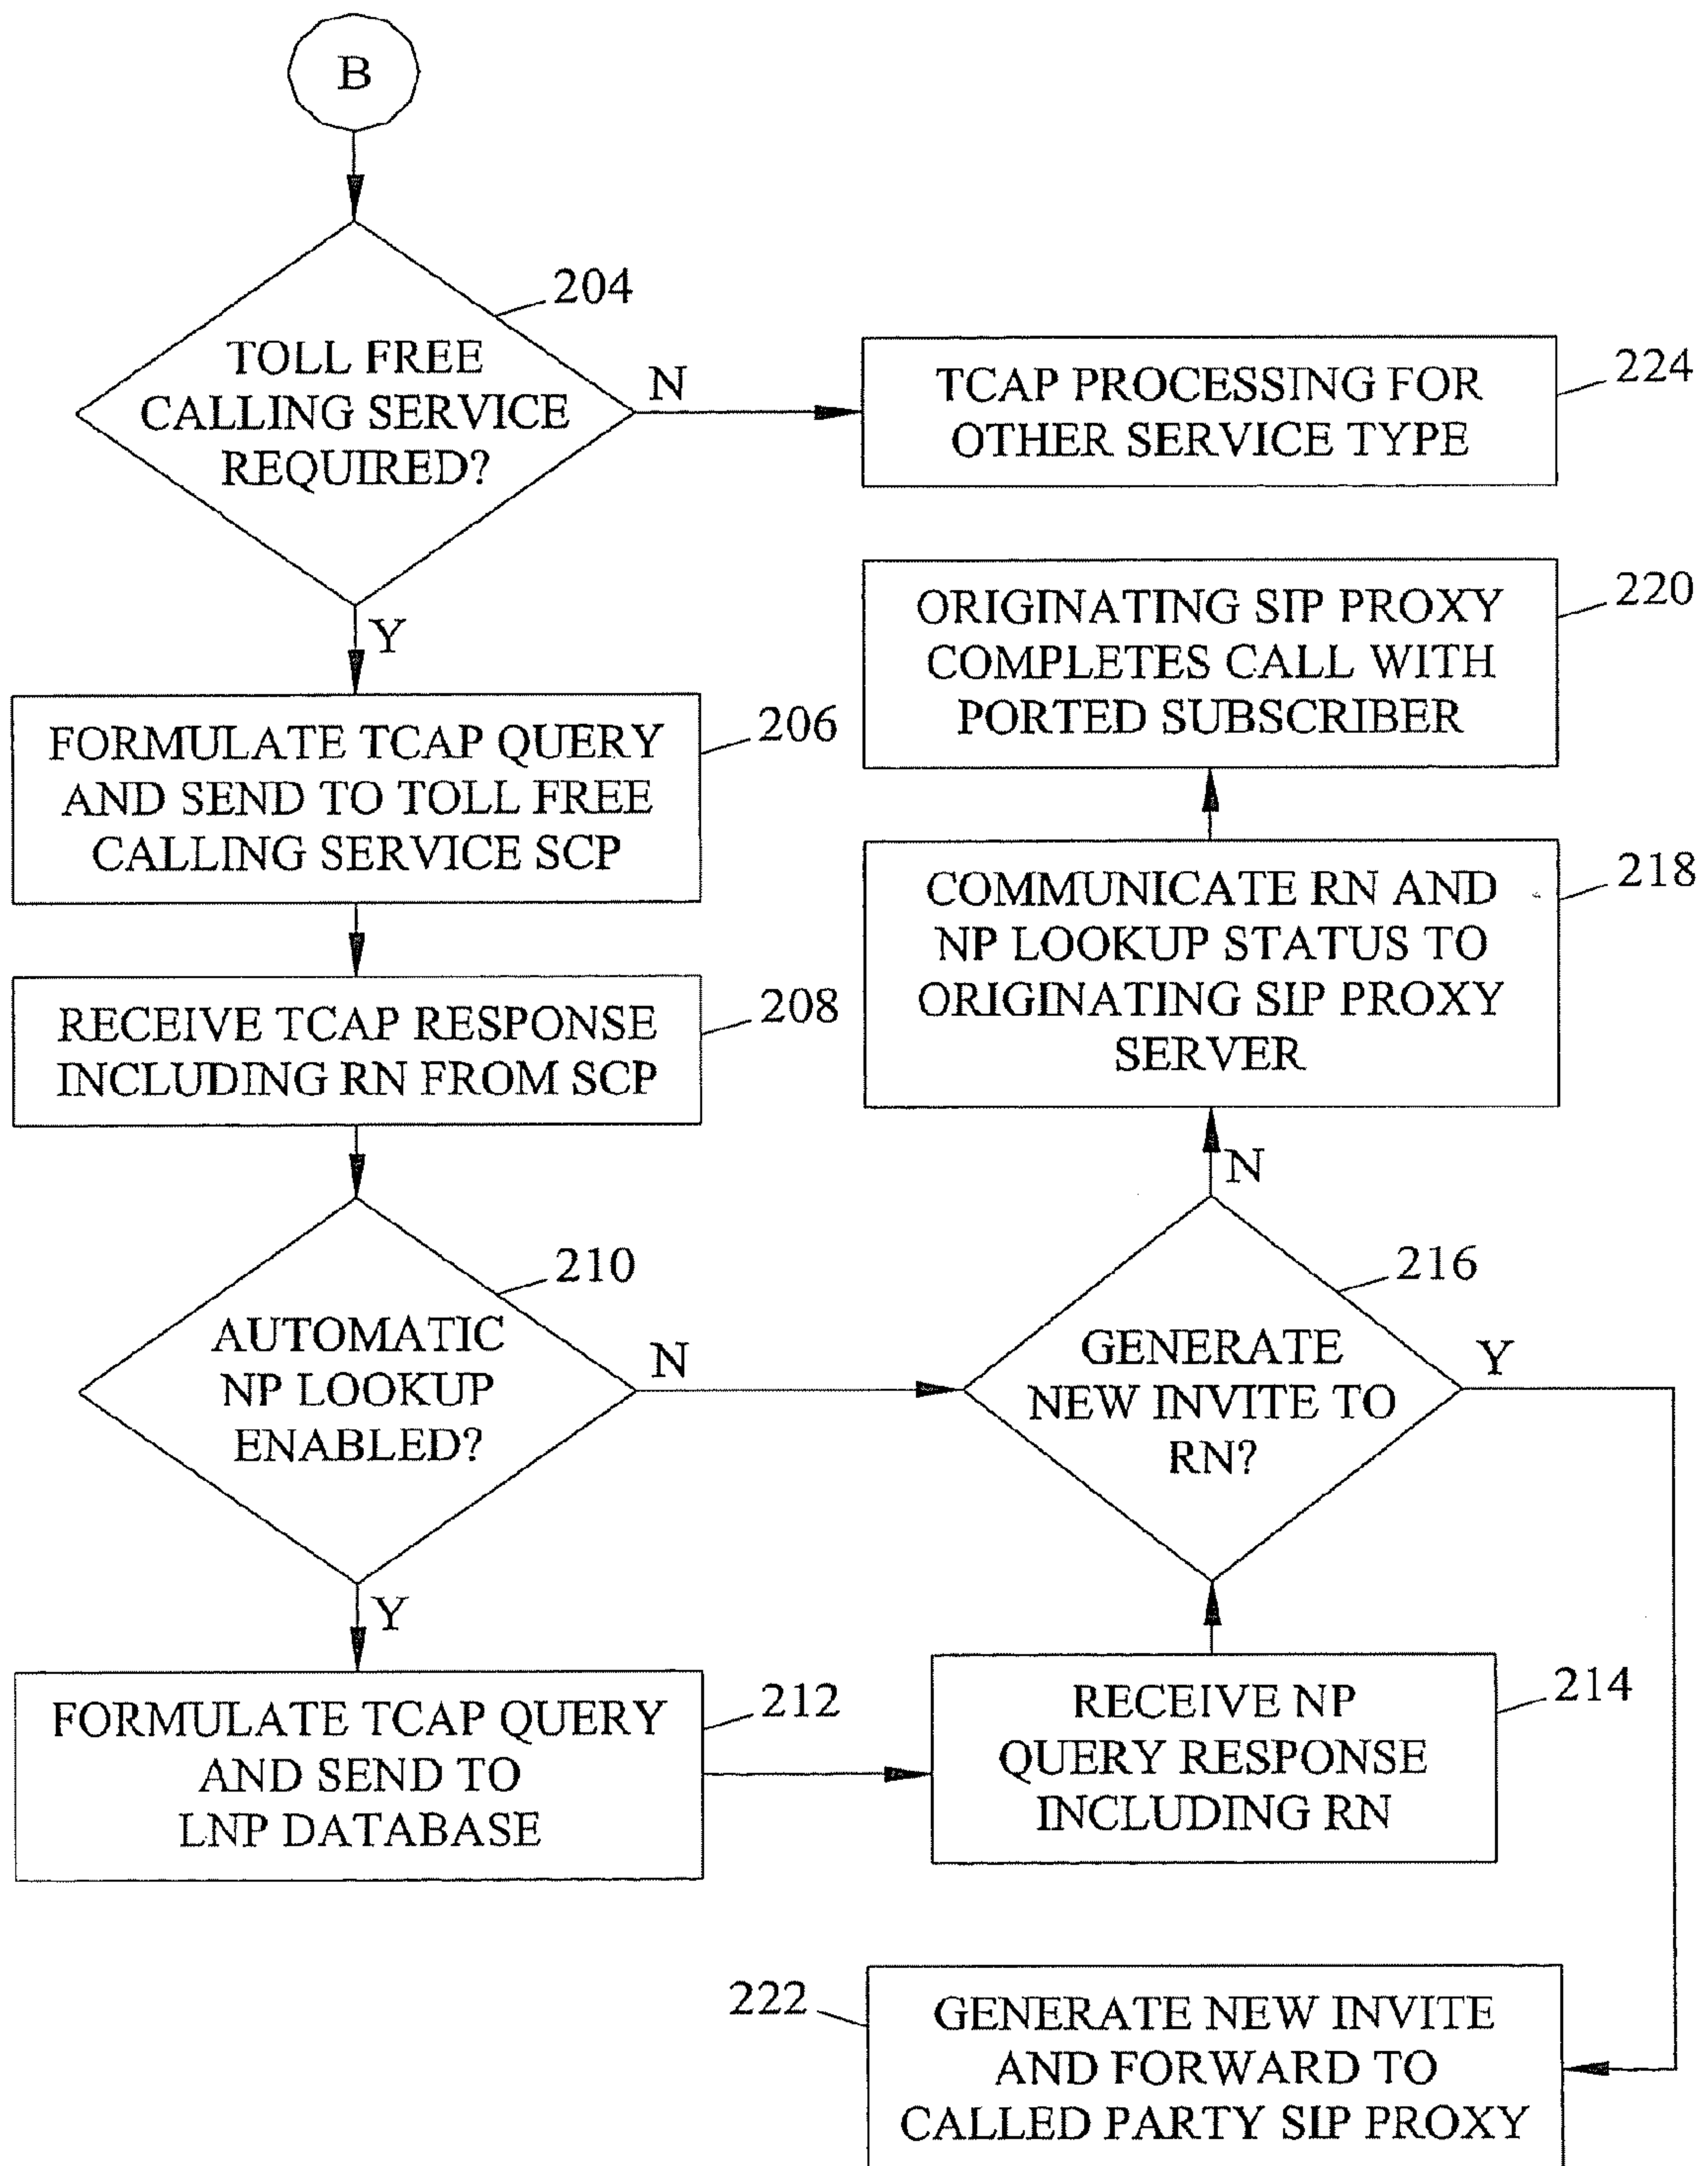 B
204
TOLL FREE
CALLING SERVICE
REQUIRED?
N
Y
TCAP PROCESSING FOR
OTHER SERVICE TYPE
224
FORMULATE TCAP QUERY
AND SEND TO TOLL FREE
CALLING SERVICE SCP
206
ORIGINATING SIP PROXY
COMPLETES CALL WITH
PORTED SUBSCRIBER
220
RECEIVE TCAP RESPONSE
INCLUDING RN FROM SCP
208
COMMUNICATE RN AND
NP LOOKUP STATUS TO
ORIGINATING SIP PROXY
SERVER
218
210
AUTOMATIC
NP LOOKUP
ENABLED?
N
Y
N
216
GENERATE
NEW INVITE TO
RN?
Y
FORMULATE TCAP QUERY
AND SEND TO
LNP DATABASE
212
RECEIVE NP
QUERY RESPONSE
INCLUDING RN
214
222
GENERATE NEW INVITE
AND FORWARD TO
CALLED PARTY SIP PROXY